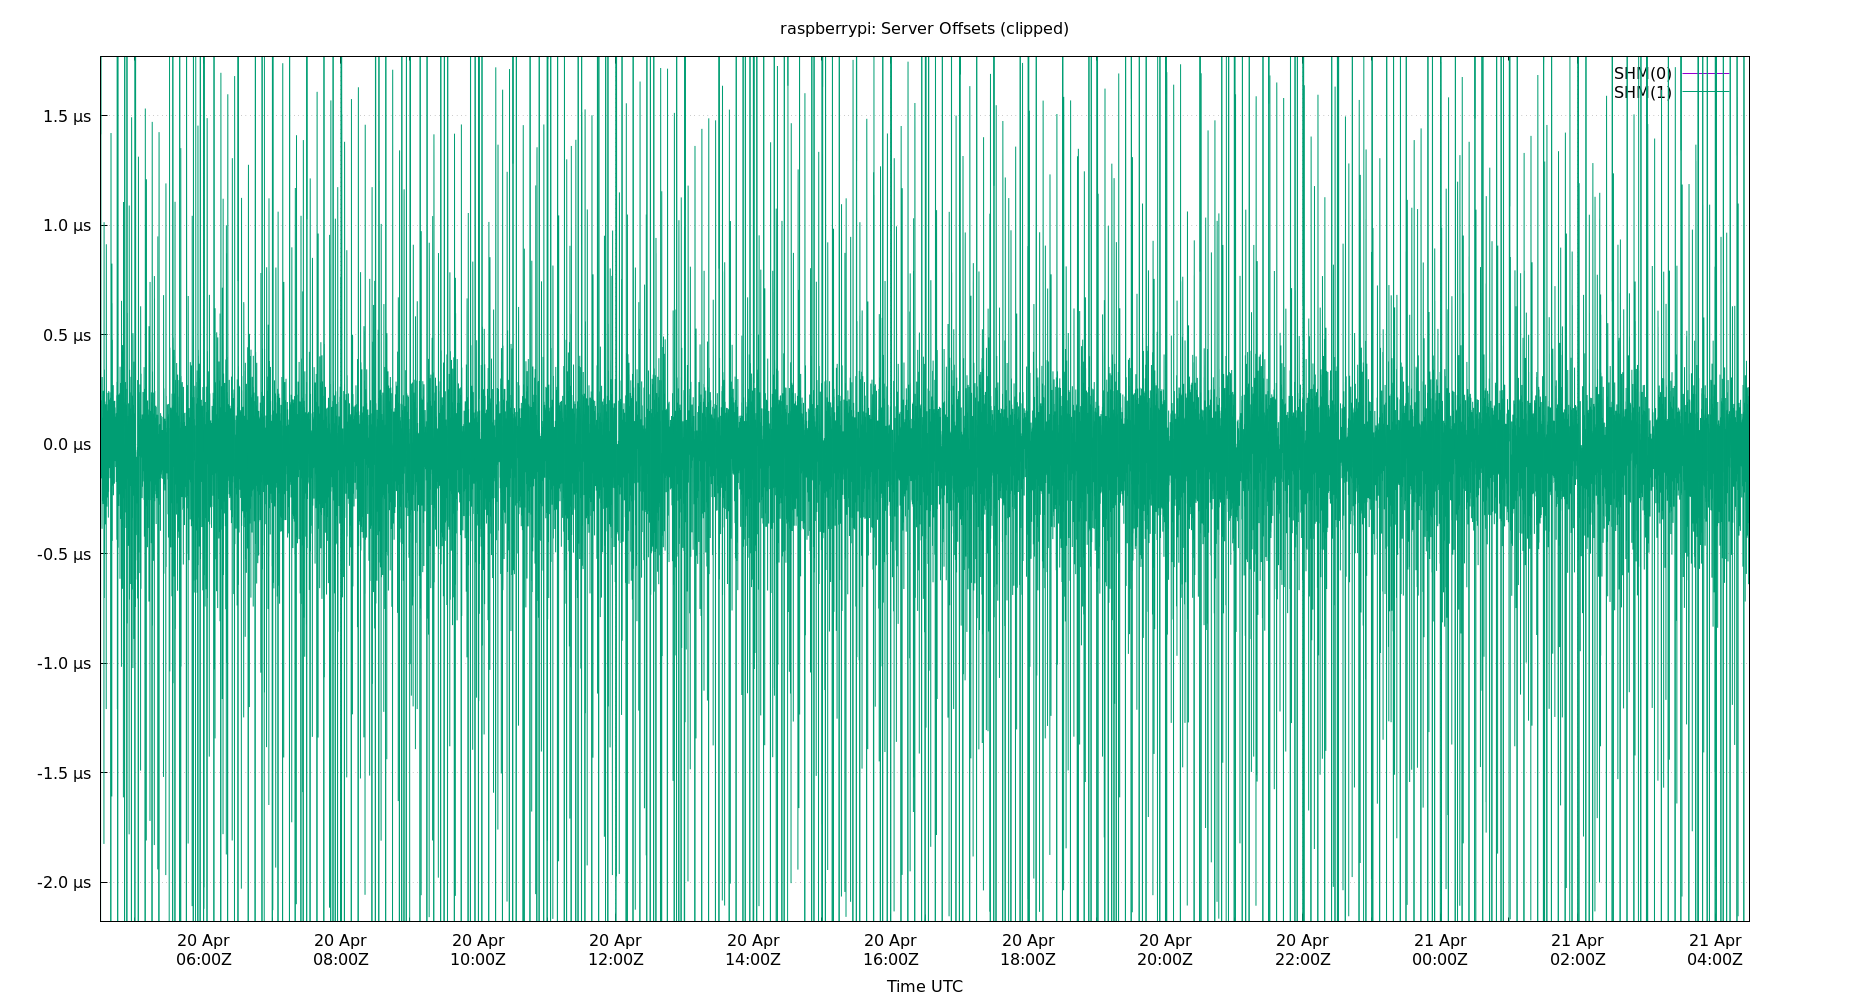 raspberrypi: Server Offsets (clipped)
SHM(0)
SHM(1)
1.5 µs
1.0 µs
0.5 µs
0.0 µs
-0.5 µs
-1.0 µs
-1.5 µs
-2.0 µs
20 Apr 20 Apr 20 Apr 20 Apr 20 Apr 20 Apr 20 Apr 20 Apr 20 Apr 21 Apr 21 Apr 21 Apr
06:00Z 08:00Z 10:00Z 12:00Z 14:00Z 16:00Z 18:00Z 20:00Z 22:00Z 00:00Z 02:00Z 04:00Z
Time UTC